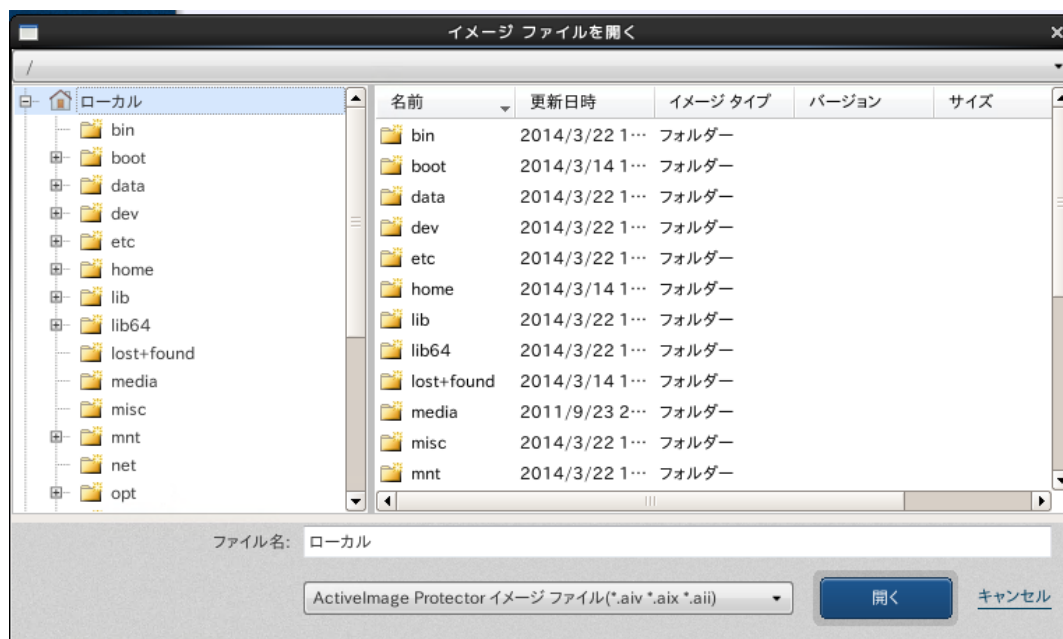 イメージ ファイルを開く
/
ローカル
bin
boot
data
dev
etc
home
lib
lib64
lost+found
media
misc
mnt
net
opt
名前 更新日時 イメージ タイプ バージョン サイズ
bin 2014/3/22 1… フォルダー
boot 2014/3/14 1… フォルダー
data 2014/3/22 1… フォルダー
dev 2014/3/22 1… フォルダー
etc 2014/3/22 1… フォルダー
home 2014/3/14 1… フォルダー
lib 2014/3/22 1… フォルダー
lib64 2014/3/22 1… フォルダー
lost+found 2014/3/14 1… フォルダー
media 2011/9/23 2… フォルダー
misc 2014/3/22 1… フォルダー
mnt 2014/3/22 1… フォルダー
ファイル名: ローカル
ActiveImage Protector イメージ ファイル(*.aiv *.aix *.aii)
開く
キャンセル